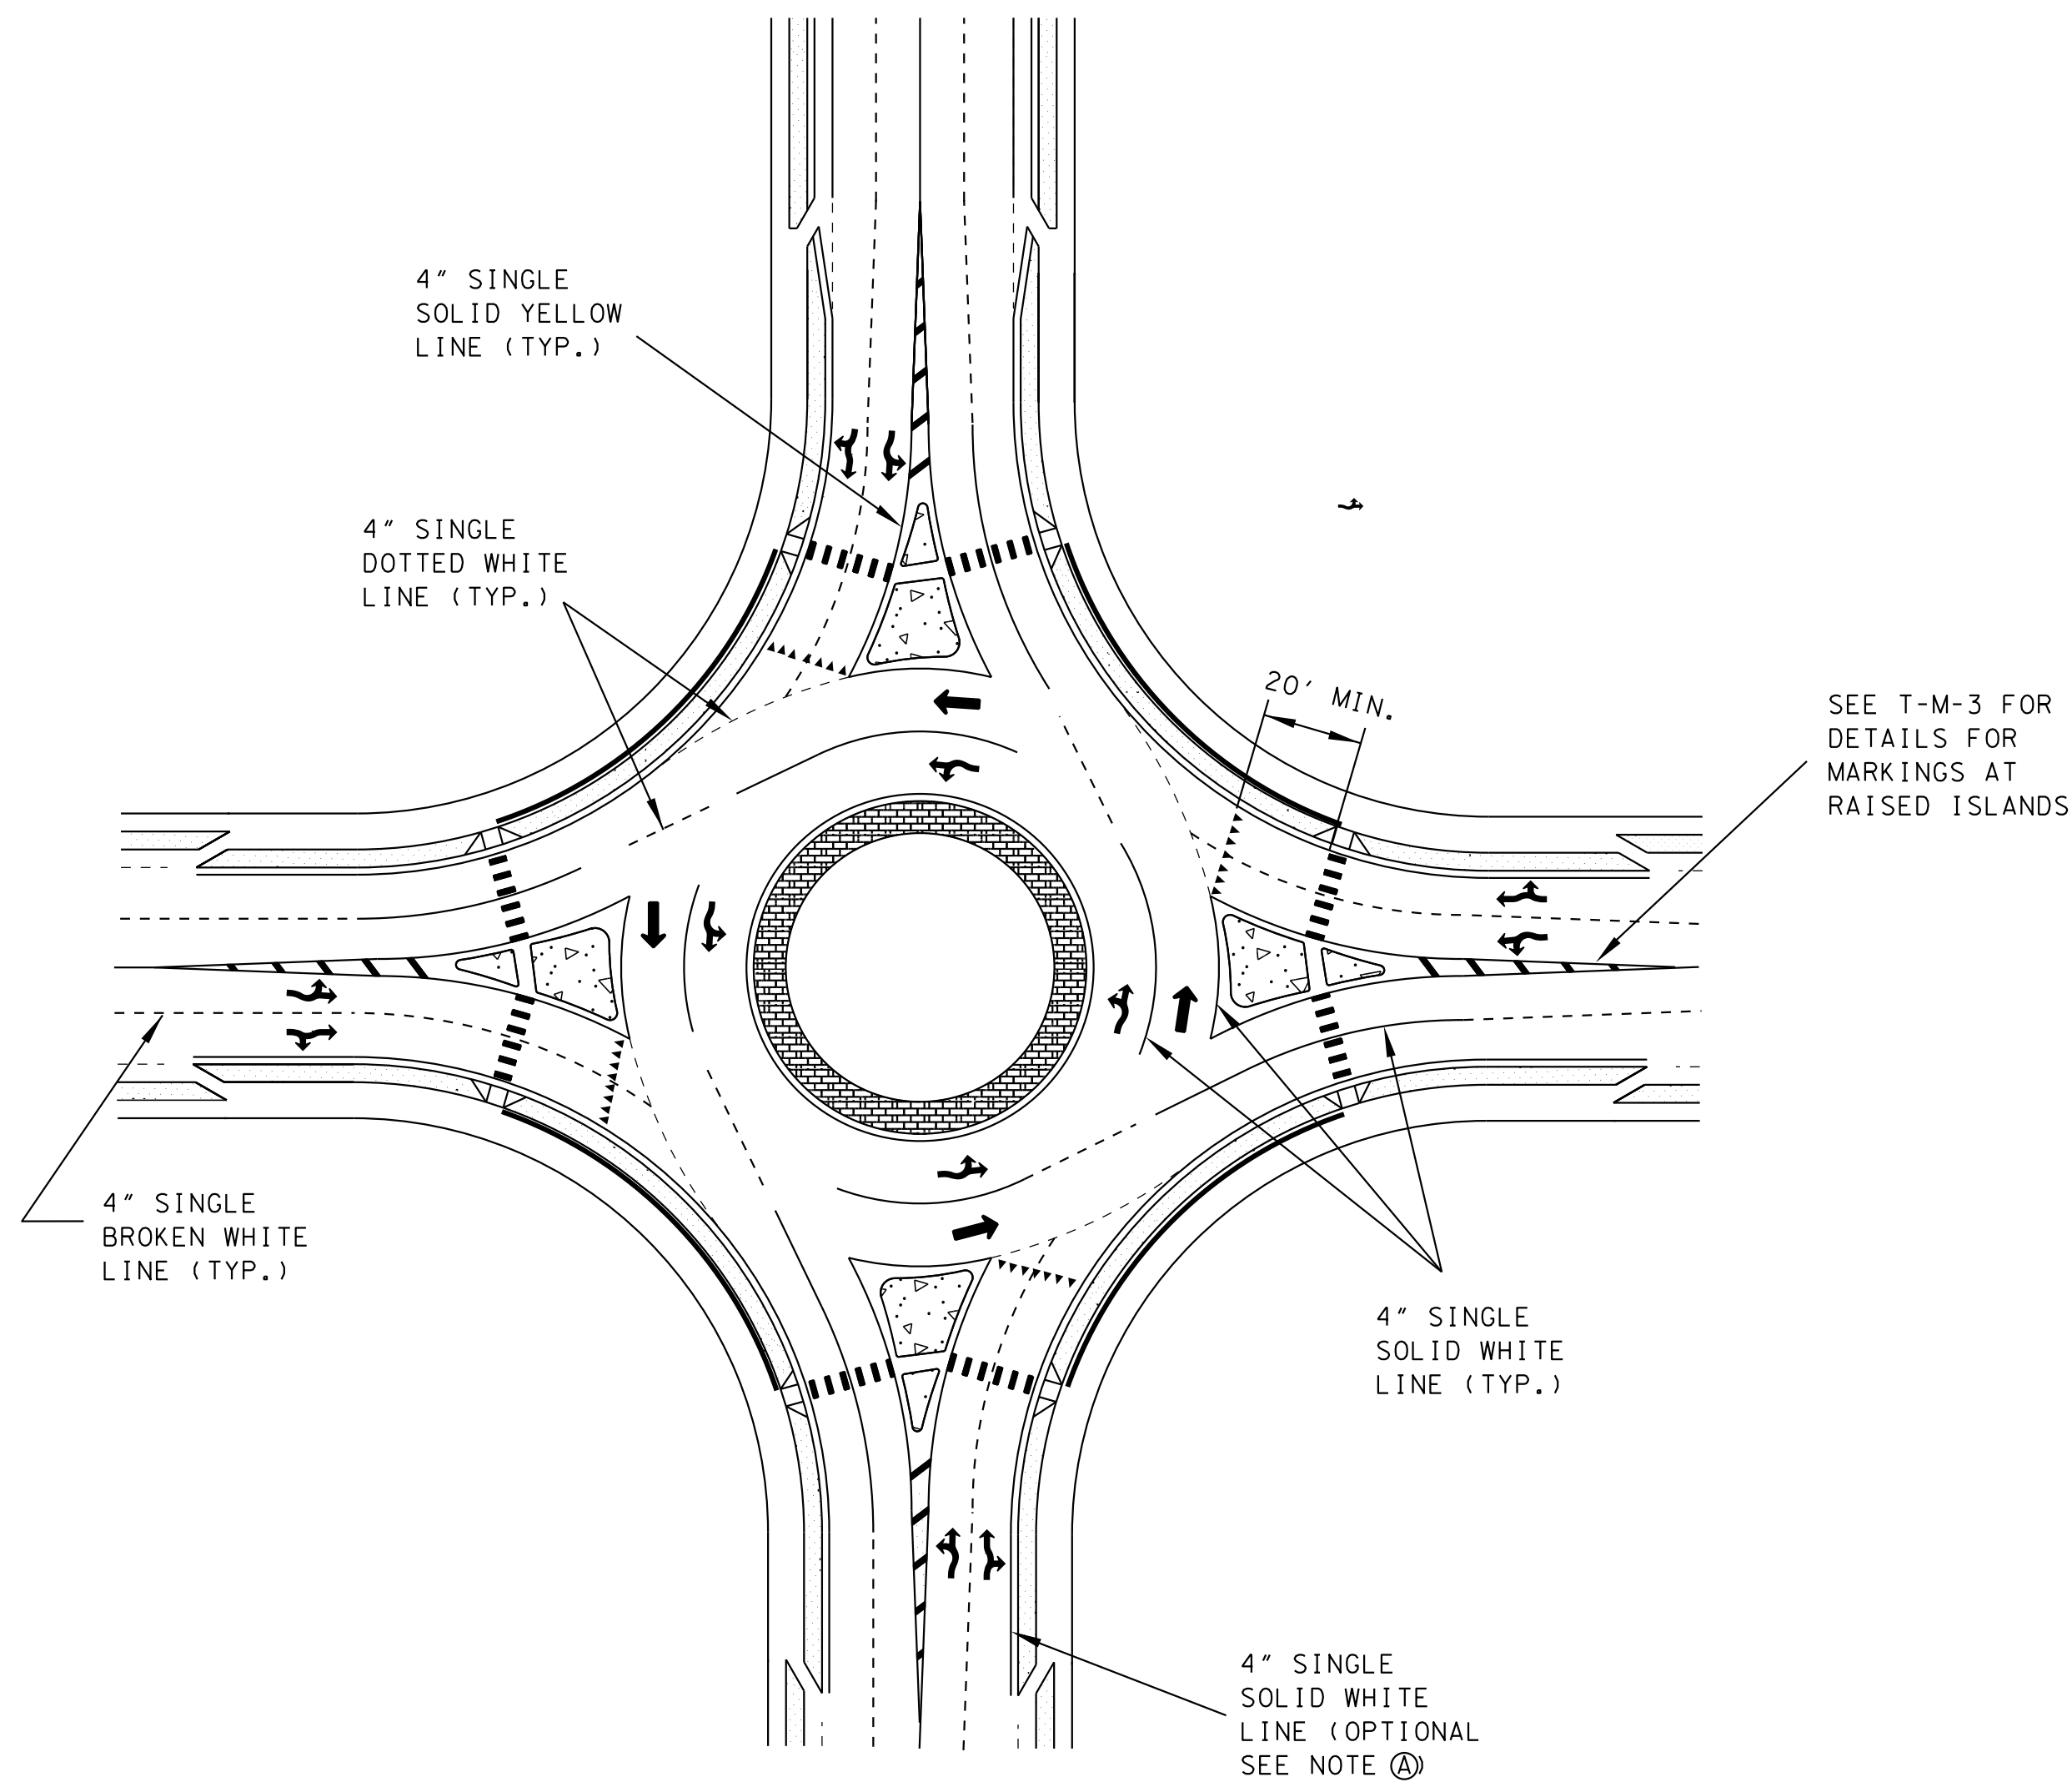 4" SINGLE
SOLID YELLOW
LINE (TYP.)
4" SINGLE
DOTTED WHITE
LINE (TYP.)
20' MIN.
SEE T-M-3 FOR
DETAILS FOR
MARKINGS AT
RAISED ISLANDS
4" SINGLE
BROKEN WHITE
LINE (TYP.)
4" SINGLE
SOLID WHITE
LINE (TYP.)
4" SINGLE
SOLID WHITE
LINE (OPTIONAL
SEE NOTE Ⓐ)